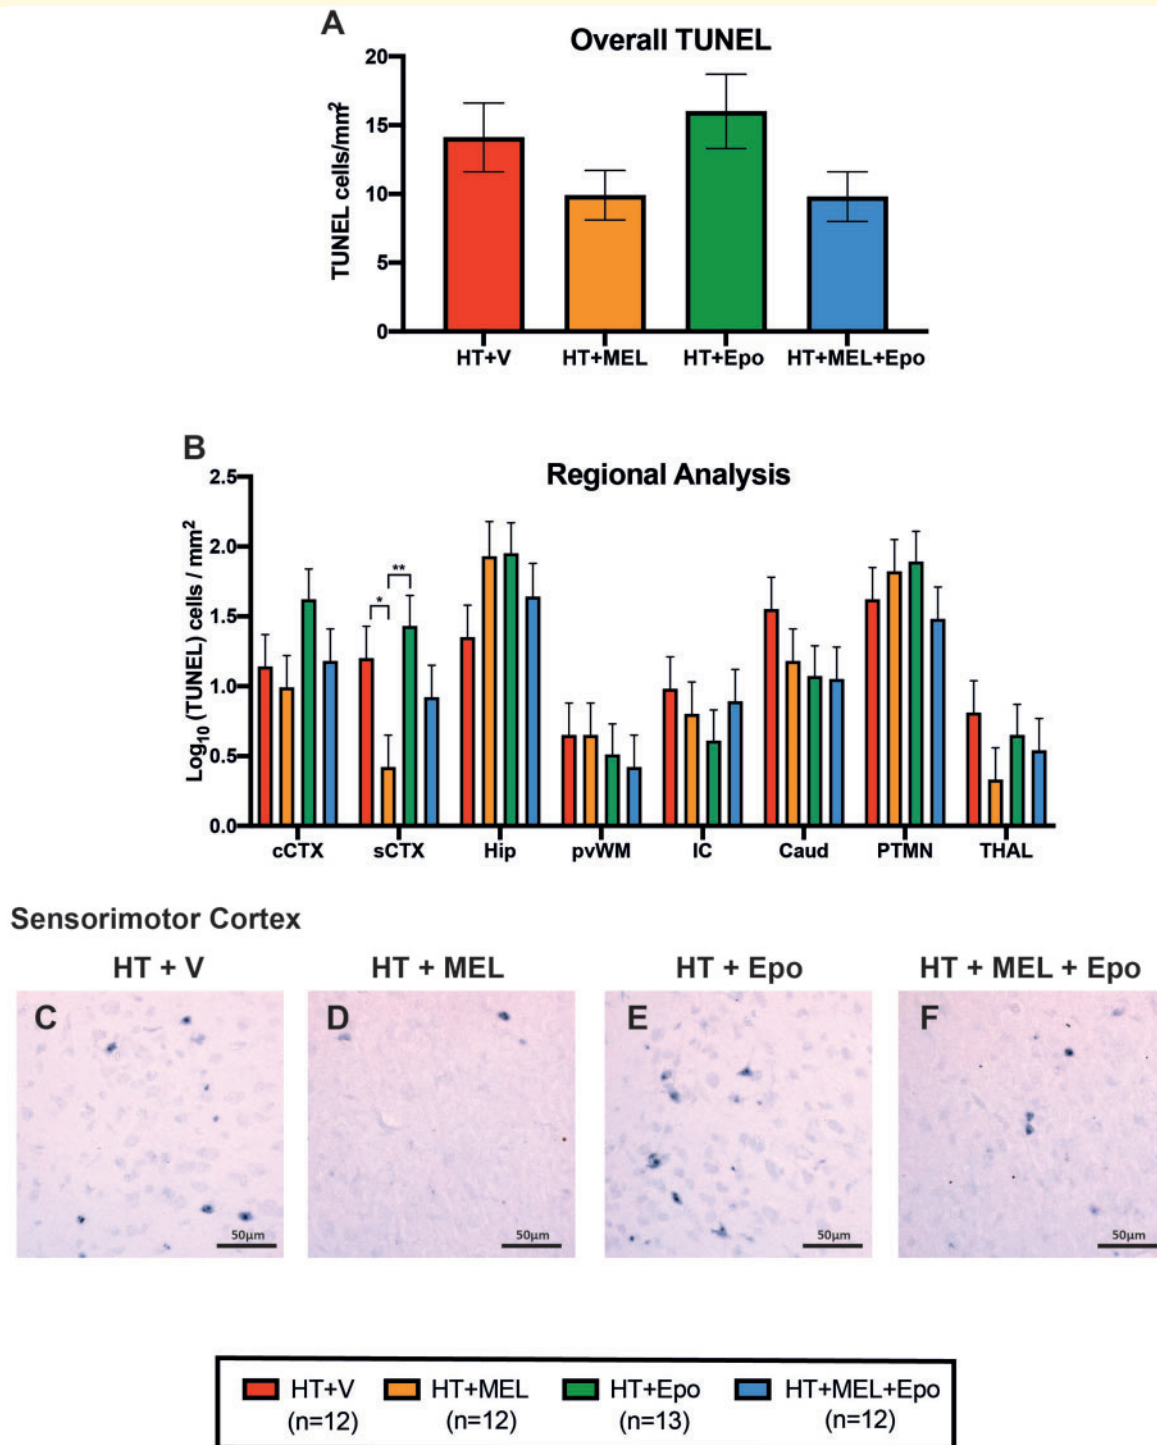 A
Overall TUNEL
TUNEL cells/mm²
20
15
10
5
0
HT+V HT+MEL HT+Epo HT+MEL+Epo
B
Regional Analysis
Log₁₀ (TUNEL) cells / mm²
2.5
2.0
1.5
1.0
0.5
0.0
* **
cCTX sCTX Hip pvWM IC Caud PTMN THAL
Sensorimotor Cortex
HT + V HT + MEL HT + Epo HT + MEL + Epo
C D E F
50μm 50μm 50μm 50μm
HT+V HT+MEL HT+Epo HT+MEL+Epo
(n=12) (n=12) (n=13) (n=12)